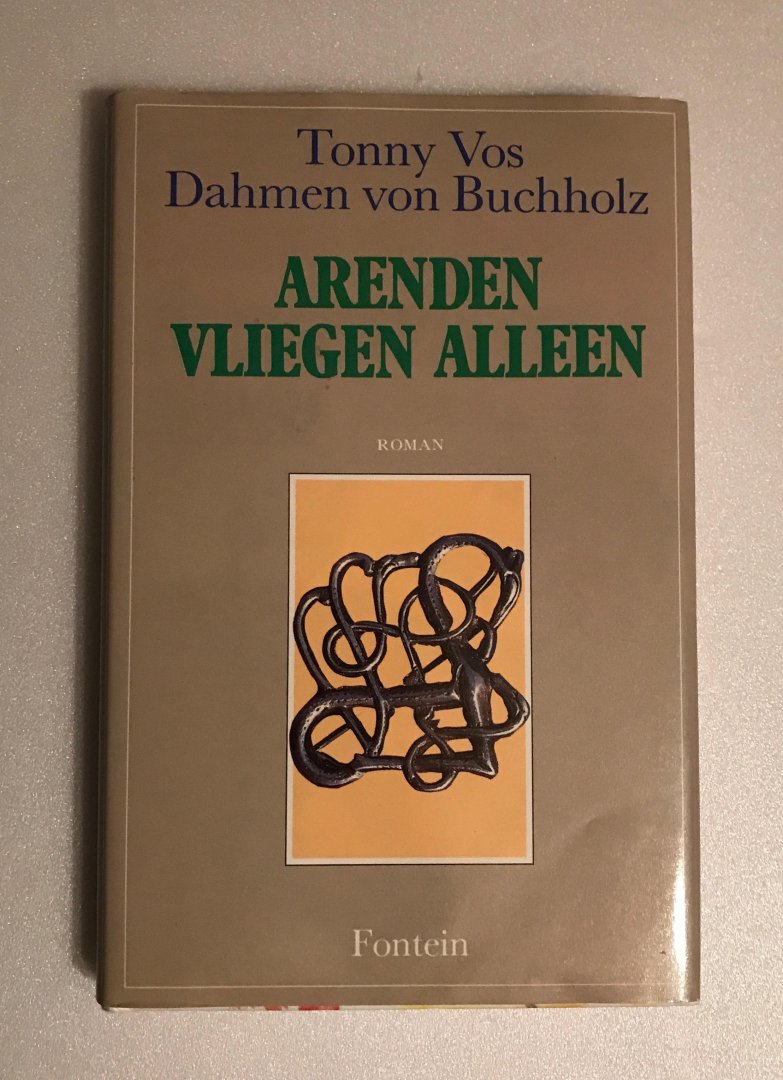 Tonny Vos
Dahmen von Buchholz
ARENDEN
VLIEGEN ALLEEN
ROMAN
Fontein